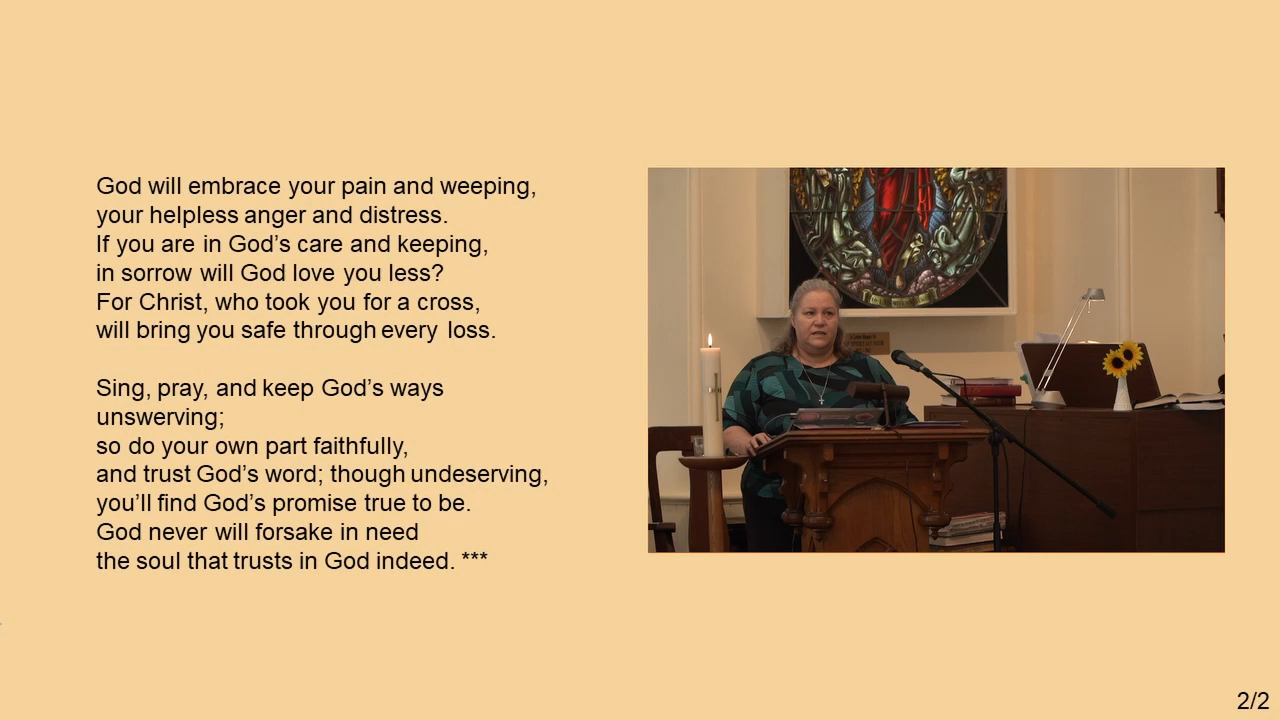 God will embrace your pain and weeping,
your helpless anger and distress.
If you are in God’s care and keeping,
in sorrow will God love you less?
For Christ, who took you for a cross,
will bring you safe through every loss.
Sing, pray, and keep God’s ways
unswerving;
so do your own part faithfully,
and trust God’s word; though undeserving,
you’ll find God’s promise true to be.
God never will forsake in need
the soul that trusts in God indeed. ***
2/2